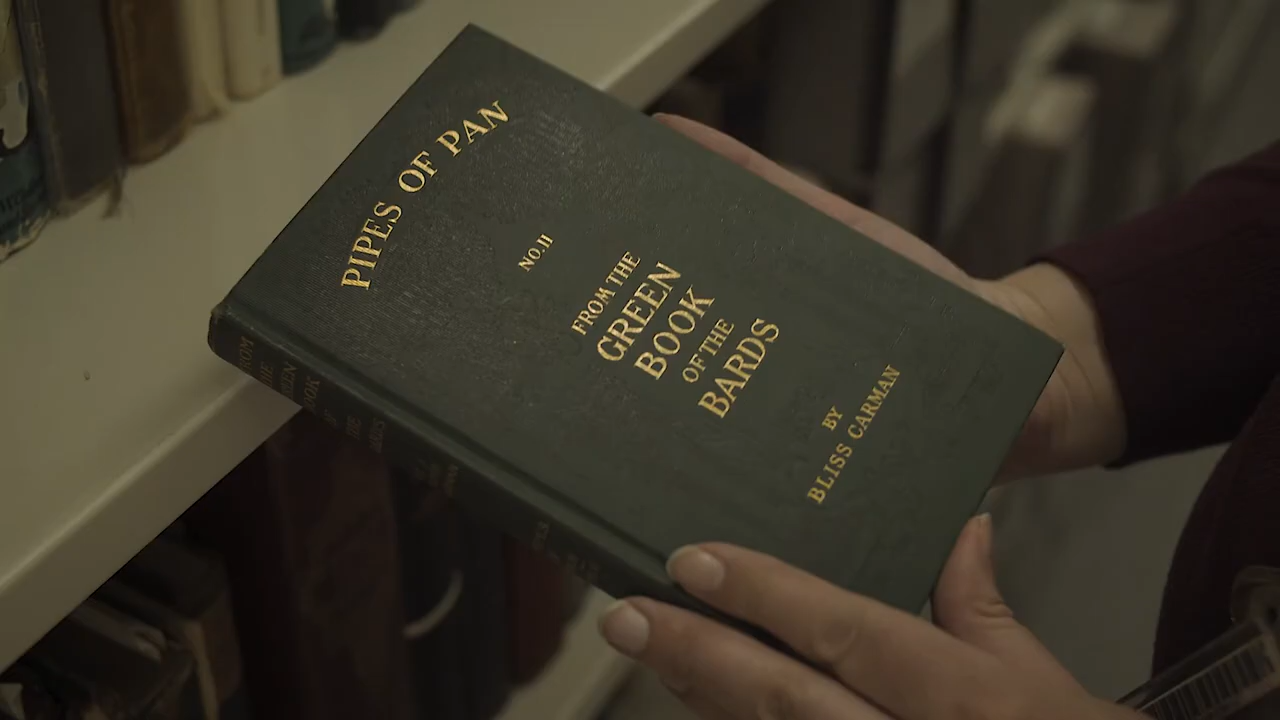 PIPES OF PAN
NO. II
FROM THE
GREEN
BOOK
OF THE
BARDS
BY
BLISS CARMAN